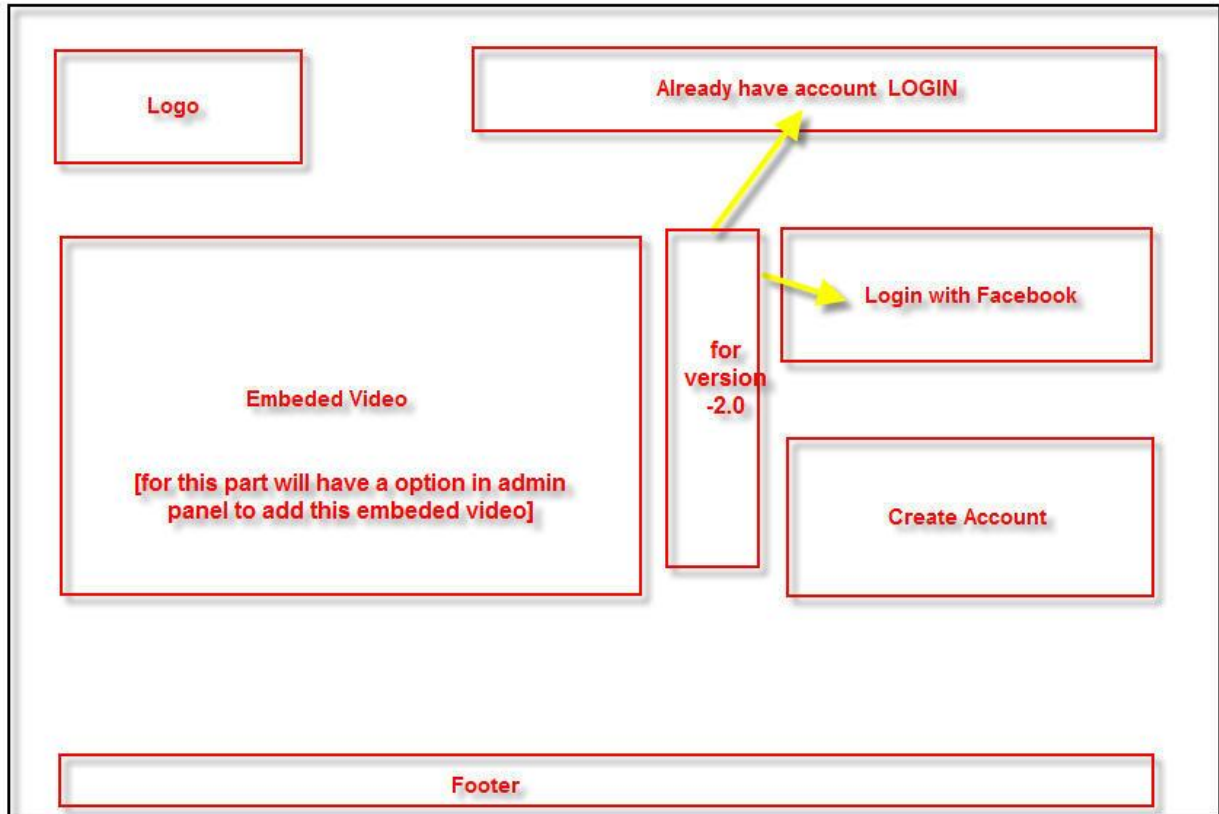 Logo
Already have account LOGIN
Embeded Video
[for this part will have a option in admin
panel to add this embeded video]
for
version
-2.0
Login with Facebook
Create Account
Footer